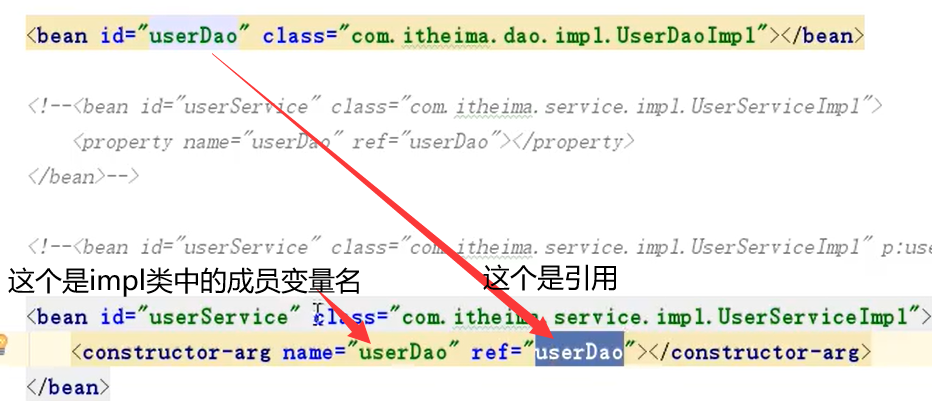 <bean id="userDao" class="com.itheima.dao.impl.UserDaoImpl"></bean>
<!--<bean id="userService" class="com.itheima.service.impl.UserServiceImpl">
<property name="userDao" ref="userDao"></property>
</bean>-->
<!--<bean id="userService" class="com.itheima.service.impl.UserServiceImpl" p:use
这个是impl类中的成员变量名
这个是引用
<bean id="userService" class="com.itheima.service.impl.UserServiceImpl">
<constructor-arg name="userDao" ref="userDao"></constructor-arg>
</bean>